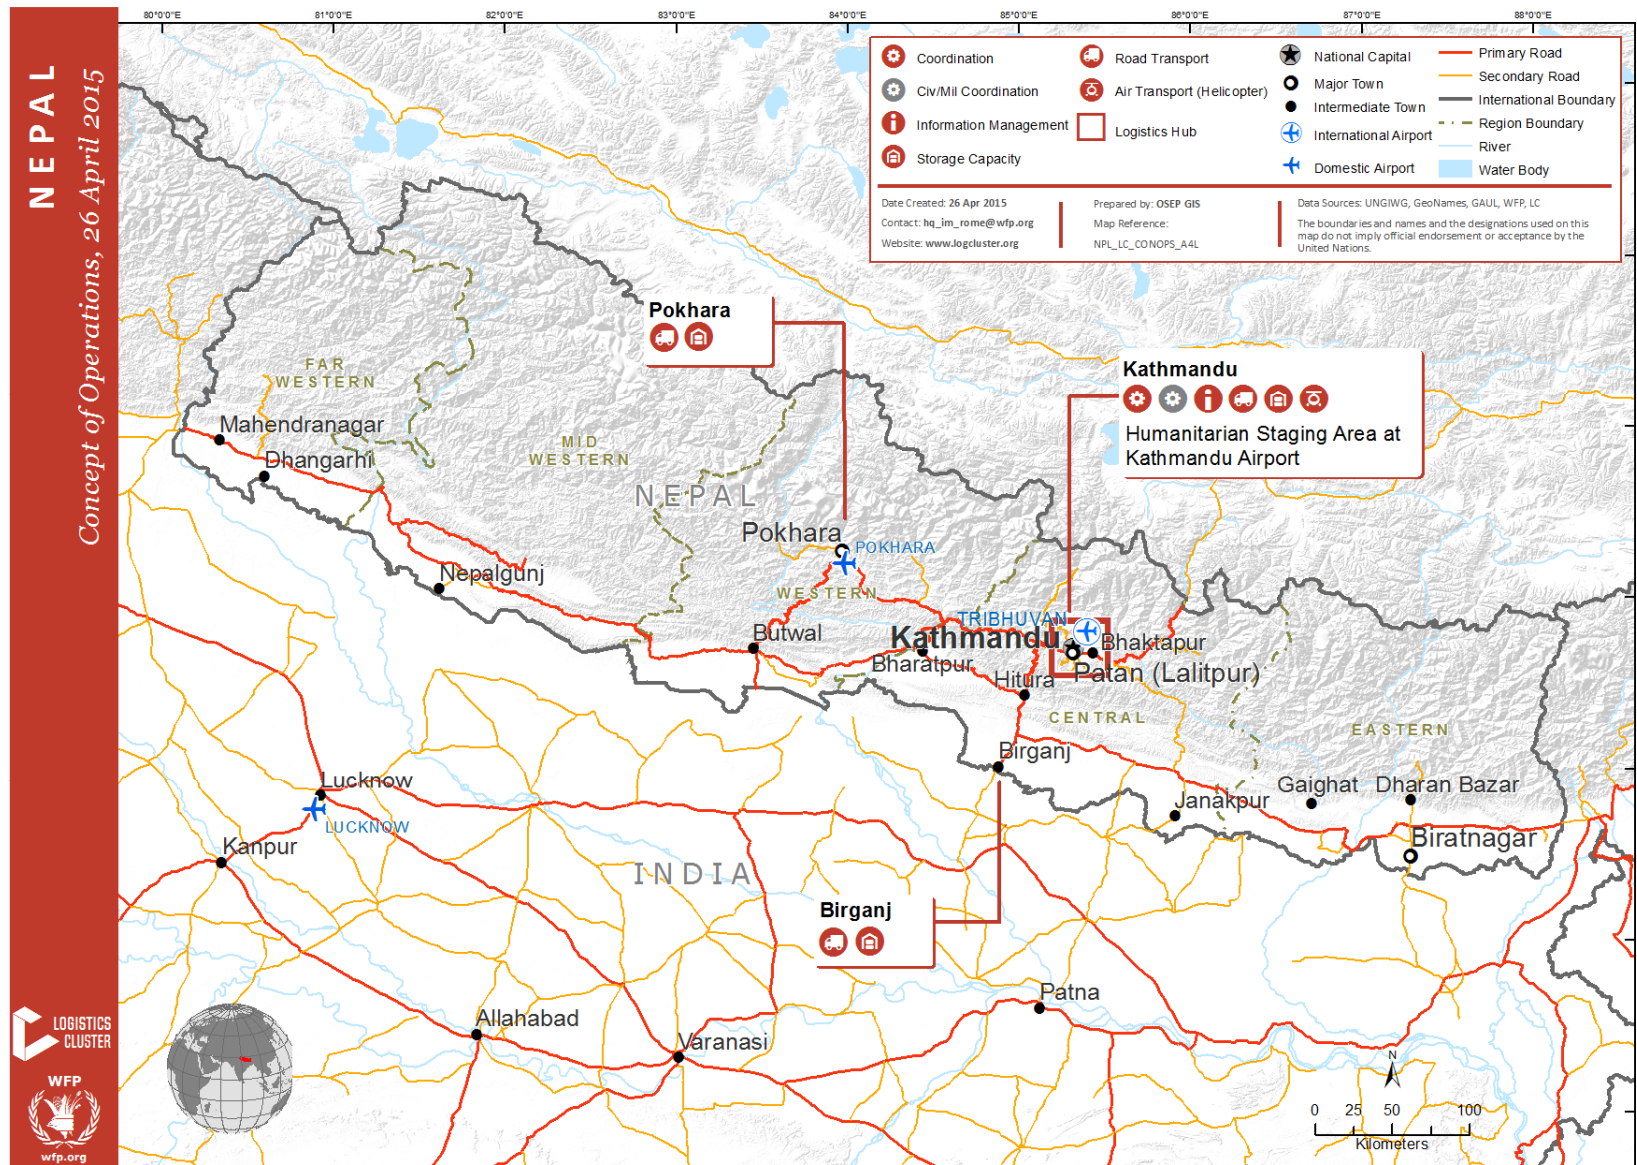 NEPAL
Concept of Operations, 26 April 2015
LOGISTICS
CLUSTER
WFP
wfp.org
80°0'0"E
81°0'0"E
82°0'0"E
83°0'0"E
84°0'0"E
85°0'0"E
86°0'0"E
87°0'0"E
88°0'0"E
Coordination
Civ/Mil Coordination
Information Management
Storage Capacity
Road Transport
Air Transport (Helicopter)
Logistics Hub
National Capital
Major Town
Intermediate Town
International Airport
Domestic Airport
Primary Road
Secondary Road
International Boundary
Region Boundary
River
Water Body
Date Created: 26 Apr 2015
Contact: hq_im_rome@wfp.org
Website: www.logcluster.org
Prepared by: OSEP GIS
Map Reference:
NPL_LC_CONOPS_A4L
Data Sources: UNGIWG, GeoNames, GAUL, WFP, LC
The boundaries and names and the designations used on this
map do not imply official endorsement or acceptance by the
United Nations.
Pokhara
Kathmandu
Humanitarian Staging Area at
Kathmandu Airport
FAR
WESTERN
Mahendranagar
Dhangarhi
MID
WESTERN
NEPAL
Pokhara
POKHARA
Nepalgunj
WESTERN
TRIBHUVAN
Kathmandu
Butwal
Bhaktapur
Bharatpur
Patan (Lalitpur)
Hitura
CENTRAL
EASTERN
Birganj
Lucknow
LUCKNOW
Gaighat
Dharan Bazar
Janakpur
Biratnagar
Kanpur
INDIA
Birganj
Patna
Allahabad
Varanasi
N
0 25 50 100
Kilometers